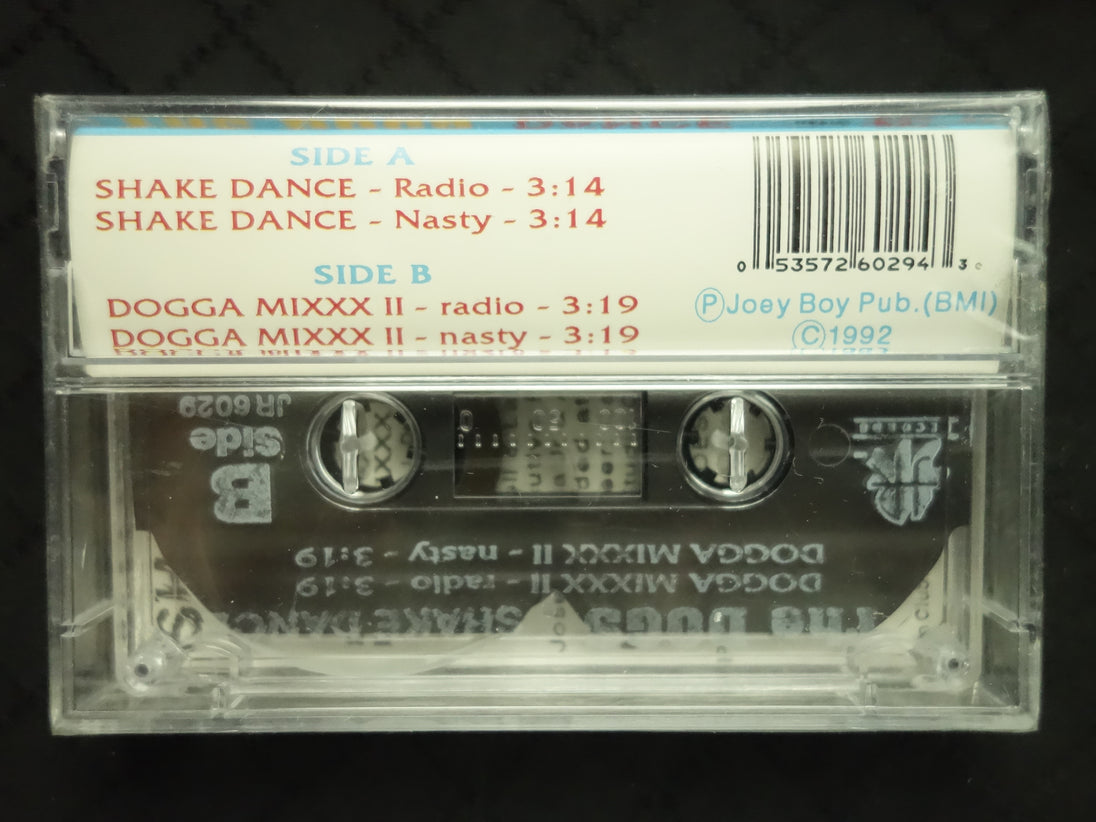 SIDE A
SHAKE DANCE - Radio - 3:14
SHAKE DANCE - Nasty - 3:14
SIDE B
DOGGA MIXXX II - radio - 3:19
DOGGA MIXXX II - nasty - 3:19
0 53572 60294 3
ⓅJoey Boy Pub.(BMI)
©1992
JR 6029
Side
B
DOGGA MIXXX II - nasty - 3:19
DOGGA MIXXX II - radio - 3:19
The DOGS SHAKE DANCE